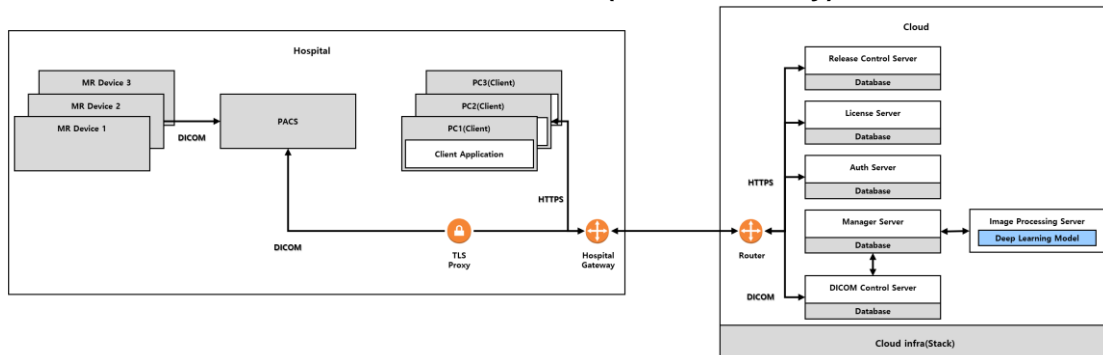 Hospital
MR Device 3
MR Device 2
MR Device 1
DICOM
PACS
PC3(Client)
PC2(Client)
PC1(Client)
Client Application
HTTPS
DICOM
TLS
Proxy
Hospital
Gateway
Cloud
Release Control Server
Database
License Server
Database
Auth Server
Database
HTTPS
Manager Server
Database
Image Processing Server
Deep Learning Model
Router
DICOM
DICOM Control Server
Database
Cloud infra(Stack)